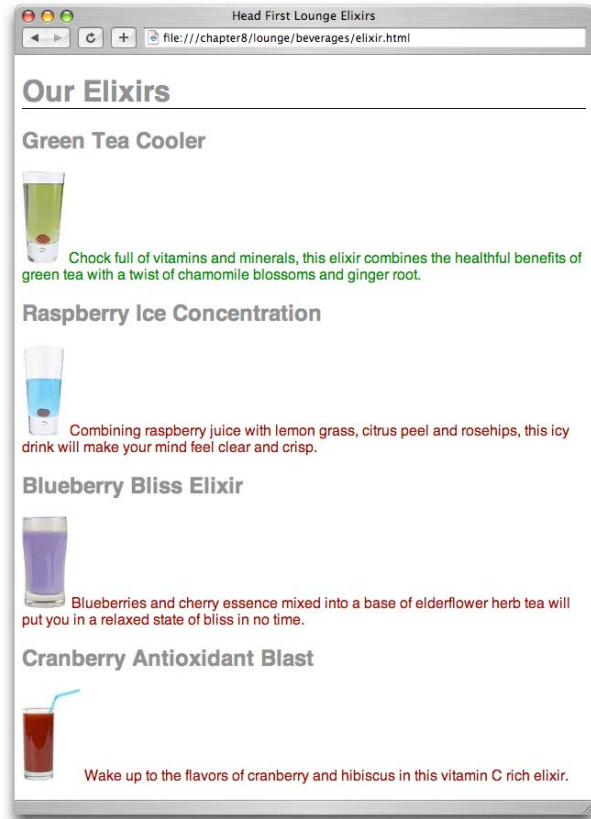 Head First Lounge Elixirs
file:///chapter8/lounge/beverages/elixir.html
Our Elixirs
Green Tea Cooler
Chock full of vitamins and minerals, this elixir combines the healthful benefits of
green tea with a twist of chamomile blossoms and ginger root.
Raspberry Ice Concentration
Combining raspberry juice with lemon grass, citrus peel and rosehips, this icy
drink will make your mind feel clear and crisp.
Blueberry Bliss Elixir
Blueberries and cherry essence mixed into a base of elderflower herb tea will
put you in a relaxed state of bliss in no time.
Cranberry Antioxidant Blast
Wake up to the flavors of cranberry and hibiscus in this vitamin C rich elixir.